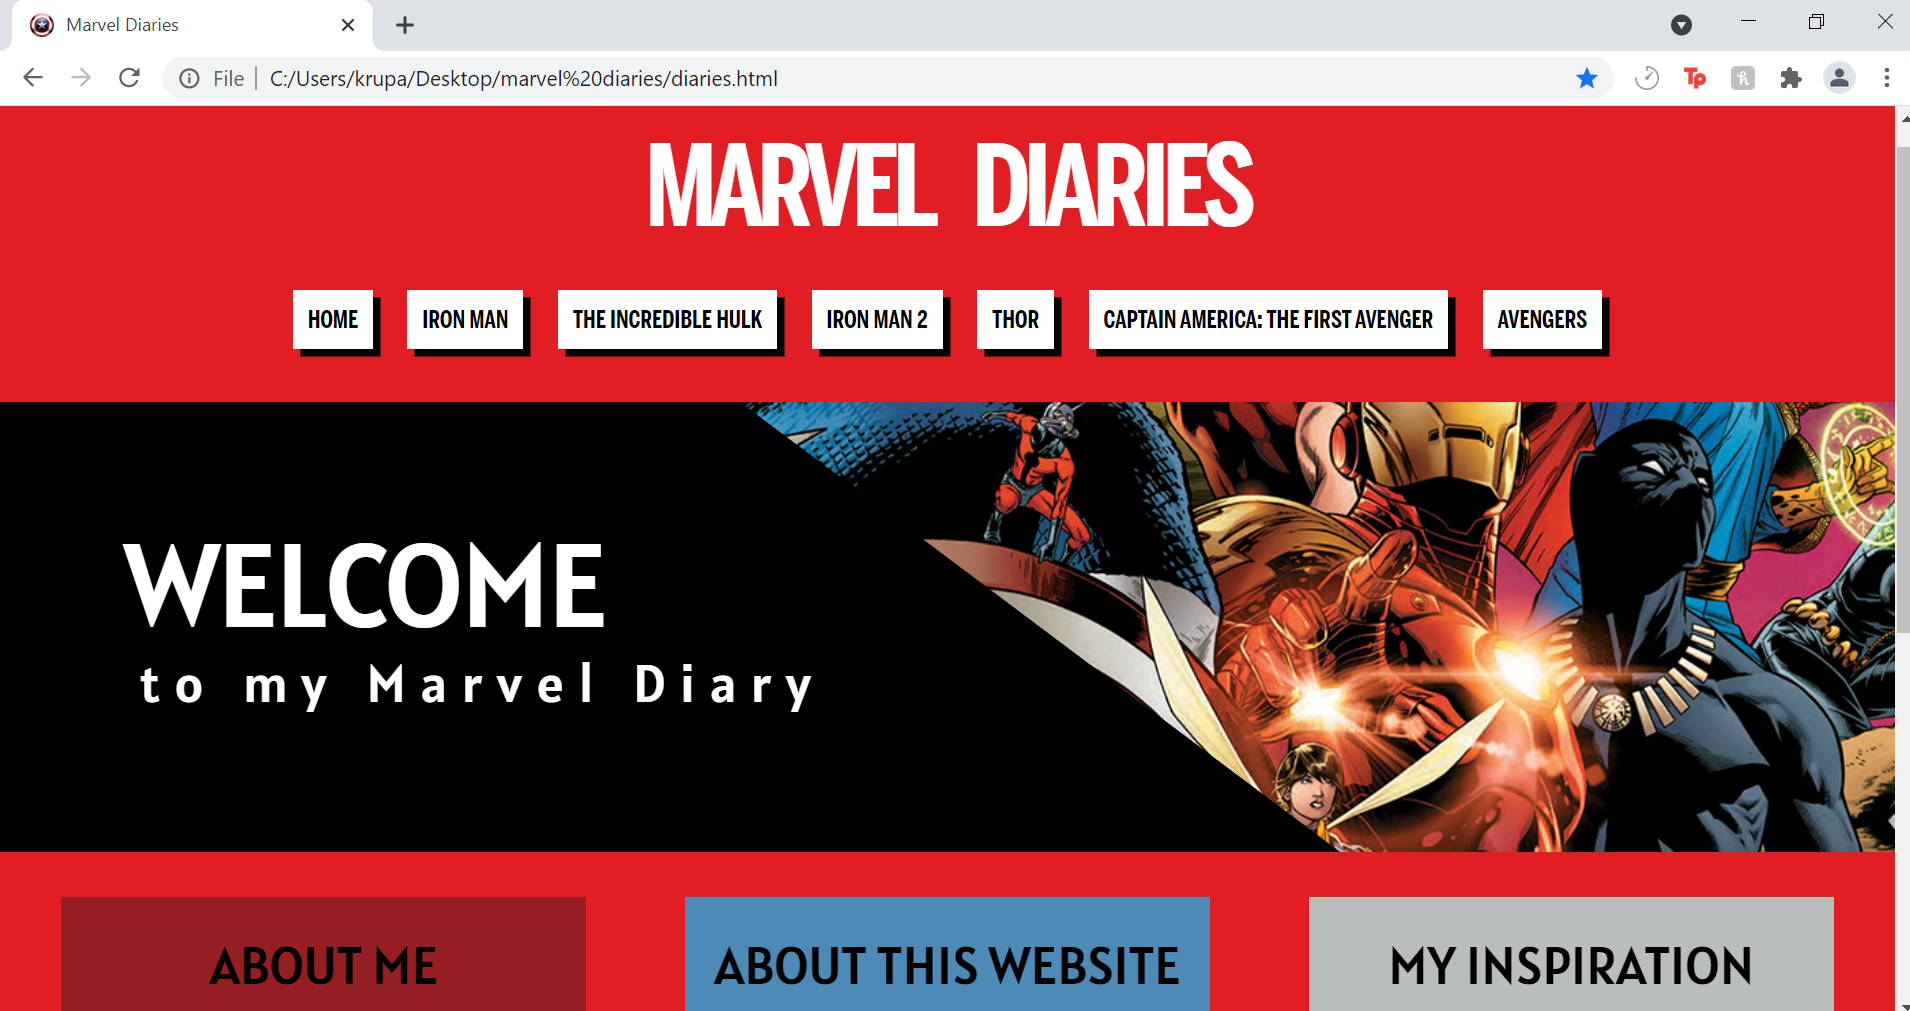 Marvel Diaries
File C:/Users/krupa/Desktop/marvel%20diaries/diaries.html
Tp
MARVEL DIARIES
HOME IRON MAN THE INCREDIBLE HULK IRON MAN 2 THOR CAPTAIN AMERICA: THE FIRST AVENGER AVENGERS
WELCOME
to my Marvel Diary
ABOUT ME ABOUT THIS WEBSITE MY INSPIRATION